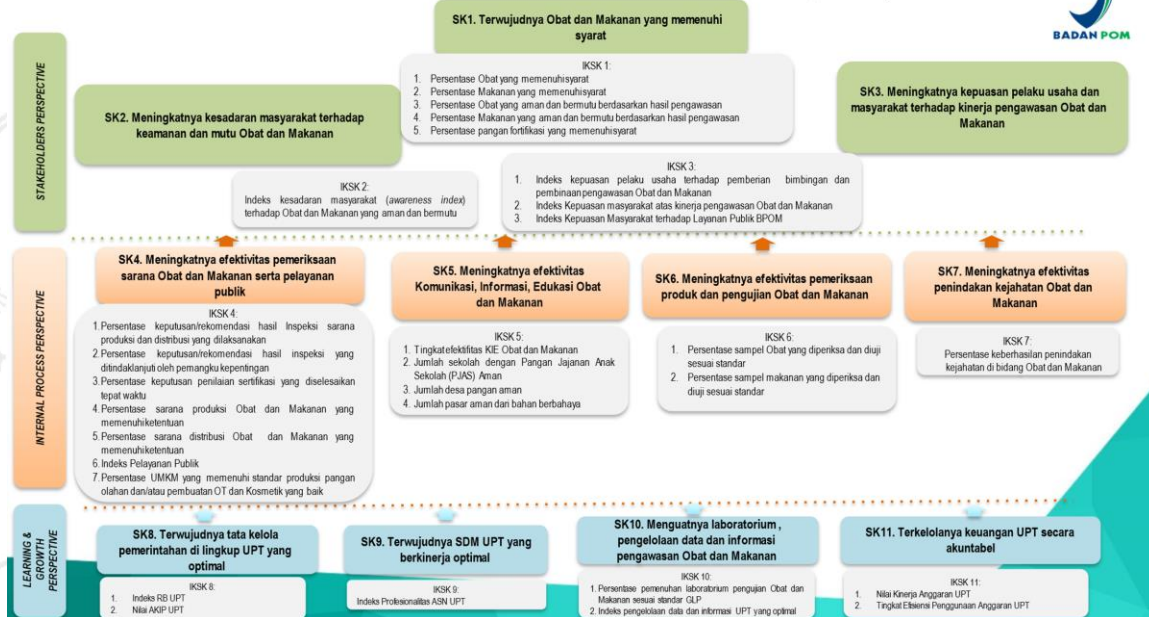 BADAN POM
STAKEHOLDERS PERSPECTIVE
SK1. Terwujudnya Obat dan Makanan yang memenuhi
syarat
IKSK 1:
1. Persentase Obat yang memenuhisyarat
2. Persentase Makanan yang memenuhisyarat
3. Persentase Obat yang aman dan bermutu berdasarkan hasil pengawasan
4. Persentase Makanan yang aman dan bermutu berdasarkan hasil pengawasan
5. Persentase pangan fortifikasi yang memenuhisyarat
SK2. Meningkatnya kesadaran masyarakat terhadap
keamanan dan mutu Obat dan Makanan
IKSK 2:
Indeks kesadaran masyarakat (awareness index)
terhadap Obat dan Makanan yang aman dan bermutu
SK3. Meningkatnya kepuasan pelaku usaha dan
masyarakat terhadap kinerja pengawasan Obat dan
Makanan
IKSK 3:
1. Indeks kepuasan pelaku usaha terhadap pemberian bimbingan dan
pembinaan pengawasan Obat dan Makanan
2. Indeks Kepuasan masyarakat atas kinerja pengawasan Obat dan Makanan
3. Indeks Kepuasan Masyarakat terhadap Layanan Publik BPOM
INTERNAL PROCESS PERSPECTIVE
SK4. Meningkatnya efektivitas pemeriksaan
sarana Obat dan Makanan serta pelayanan
publik
IKSK 4:
1. Persentase keputusan/rekomendasi hasil Inspeksi sarana
produksi dan distribusi yang dilaksanakan
2. Persentase keputusan/rekomendasi hasil inspeksi yang
ditindaklanjuti oleh pemangku kepentingan
3. Persentase keputusan penilaian sertifikasi yang diselesaikan
tepat waktu
4. Persentase sarana produksi Obat dan Makanan yang
memenuhiketentuan
5. Persentase sarana distribusi Obat dan Makanan yang
memenuhiketentuan
6. Indeks Pelayanan Publik
7. Persentase UMKM yang memenuhi standar produksi pangan
olahan dan/atau pembuatan OT dan Kosmetik yang baik
SK5. Meningkatnya efektivitas
Komunikasi, Informasi, Edukasi Obat
dan Makanan
IKSK 5:
1. Tingkat efektifitas KIE Obat dan Makanan
2. Jumlah sekolah dengan Pangan Jajanan Anak
Sekolah (PJAS) Aman
3. Jumlah desa pangan aman
4. Jumlah pasar aman dari bahan berbahaya
SK6. Meningkatnya efektivitas pemeriksaan
produk dan pengujian Obat dan Makanan
IKSK 6:
1. Persentase sampel Obat yang diperiksa dan diuji
sesuai standar
2. Persentase sampel makanan yang diperiksa dan
diuji sesuai standar
SK7. Meningkatnya efektivitas
penindakan kejahatan Obat dan
Makanan
IKSK 7:
Persentase keberhasilan penindakan
kejahatan di bidang Obat dan Makanan
LEARNING &
GROWTH
PERSPECTIVE
SK8. Terwujudnya tata kelola
pemerintahan di lingkup UPT yang
optimal
IKSK 8:
1. Indeks RB UPT
2. Nilai AKIP UPT
SK9. Terwujudnya SDM UPT yang
berkinerja optimal
IKSK 9:
Indeks Profesionalitas ASN UPT
SK10. Menguatnya laboratorium ,
pengelolaan data dan informasi
pengawasan Obat dan Makanan
IKSK 10:
1. Persentase pemenuhan laboratorium pengujian Obat dan
Makanan sesuai standar GLP
2. Indeks pengelolaan data dan informasi UPT yang optimal
SK11. Terkelolanya keuangan UPT secara
akuntabel
IKSK 11:
1. Nilai Kinerja Anggaran UPT
2. Tingkat Efisiensi Penggunaan Anggaran UPT